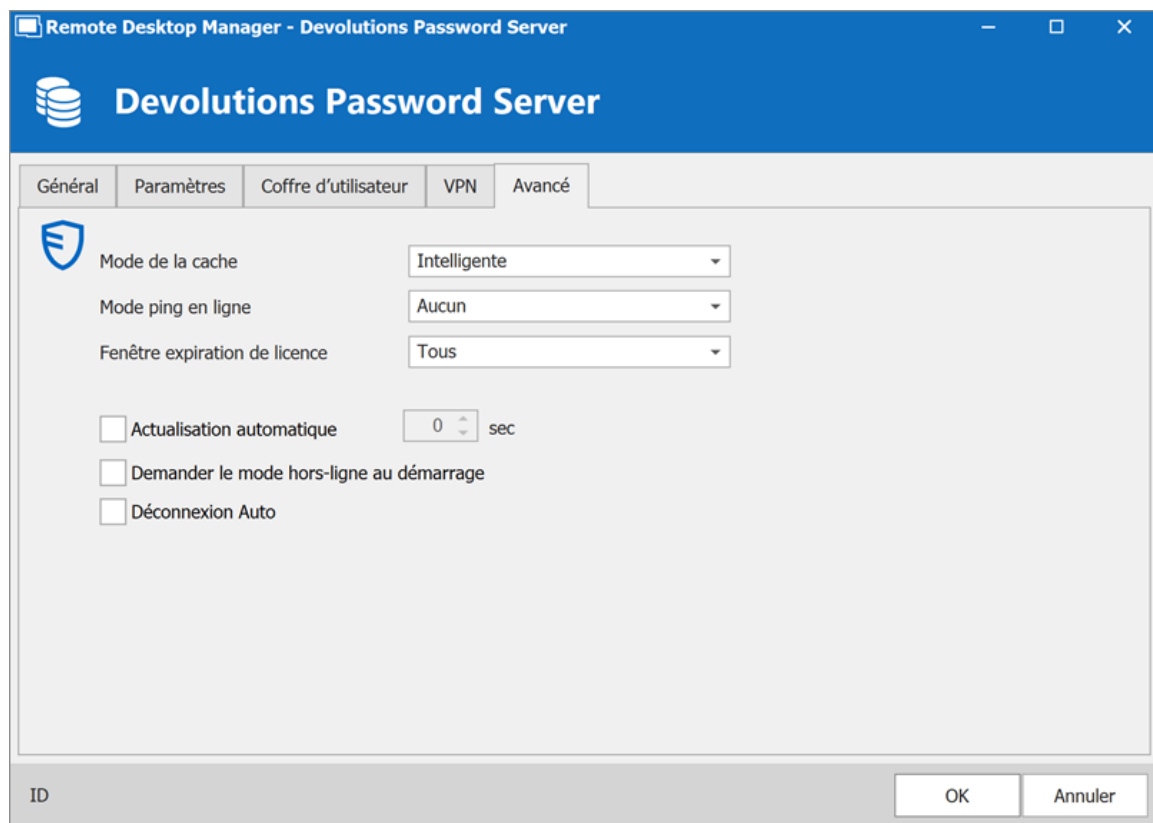 Remote Desktop Manager - Devolutions Password Server
Devolutions Password Server
Général Paramètres Coffre d'utilisateur VPN Avancé
Mode de la cache Intelligente
Mode ping en ligne Aucun
Fenêtre expiration de licence Tous
Actualisation automatique 0 sec
Demander le mode hors-ligne au démarrage
Déconnexion Auto
ID OK Annuler